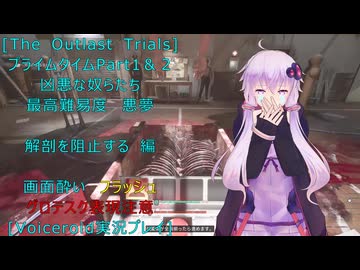 [The Outlast Trials]
プライムタイムPart1＆２
凶悪な奴らたち
最高難易度　悪夢
解剖を阻止する　編
画面酔い　フラッシュ
グロテスク表現注意
[Voiceroid実況プレイ]